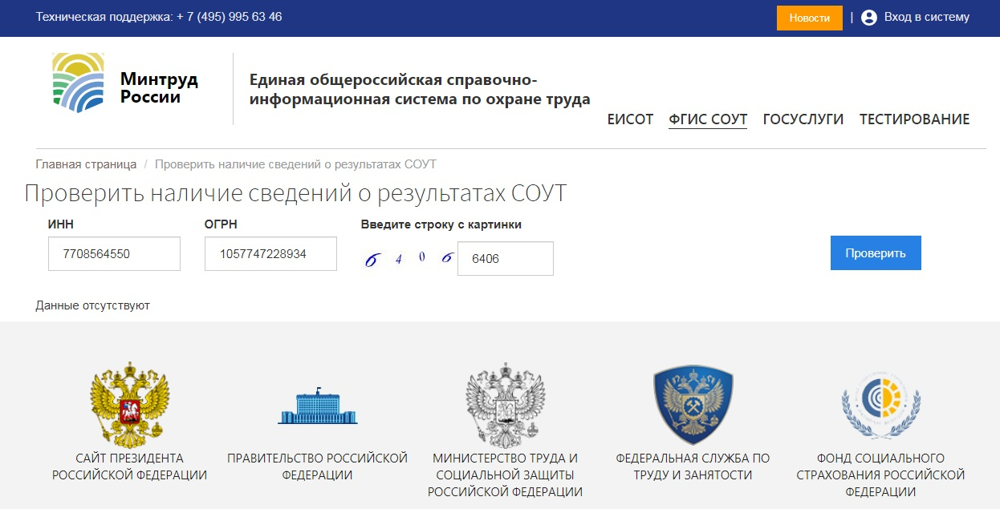 Техническая поддержка: + 7 (495) 995 63 46
Новости | Вход в систему
Минтруд
России
Единая общероссийская справочно-
информационная система по охране труда
ЕИСОТ ФГИС СОУТ ГОСУСЛУГИ ТЕСТИРОВАНИЕ
Главная страница / Проверить наличие сведений о результатах СОУТ
Проверить наличие сведений о результатах СОУТ
ИНН ОГРН Введите строку с картинки
7708564550 1057747228934 6 4 0 6 6406 Проверить
Данные отсутствуют
САЙТ ПРЕЗИДЕНТА
РОССИЙСКОЙ ФЕДЕРАЦИИ
ПРАВИТЕЛЬСТВО РОССИЙСКОЙ
ФЕДЕРАЦИИ
МИНИСТЕРСТВО ТРУДА И
СОЦИАЛЬНОЙ ЗАЩИТЫ
РОССИЙСКОЙ ФЕДЕРАЦИИ
ФЕДЕРАЛЬНАЯ СЛУЖБА ПО
ТРУДУ И ЗАНЯТОСТИ
ФОНД СОЦИАЛЬНОГО
СТРАХОВАНИЯ РОССИЙСКОЙ
ФЕДЕРАЦИИ